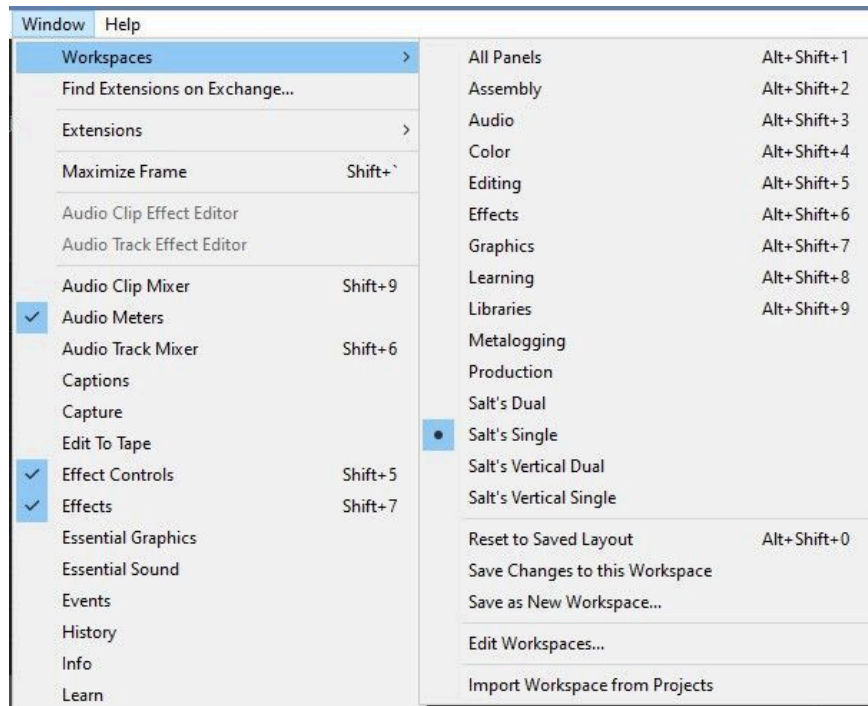 Window Help
Workspaces
Find Extensions on Exchange...
Extensions
Maximize Frame Shift+`
Audio Clip Effect Editor
Audio Track Effect Editor
Audio Clip Mixer Shift+9
Audio Meters
Audio Track Mixer Shift+6
Captions
Capture
Edit To Tape
Effect Controls Shift+5
Effects Shift+7
Essential Graphics
Essential Sound
Events
History
Info
Learn
All Panels Alt+Shift+1
Assembly Alt+Shift+2
Audio Alt+Shift+3
Color Alt+Shift+4
Editing Alt+Shift+5
Effects Alt+Shift+6
Graphics Alt+Shift+7
Learning Alt+Shift+8
Libraries Alt+Shift+9
Metalogging
Production
Salt's Dual
Salt's Single
Salt's Vertical Dual
Salt's Vertical Single
Reset to Saved Layout Alt+Shift+0
Save Changes to this Workspace
Save as New Workspace...
Edit Workspaces...
Import Workspace from Projects